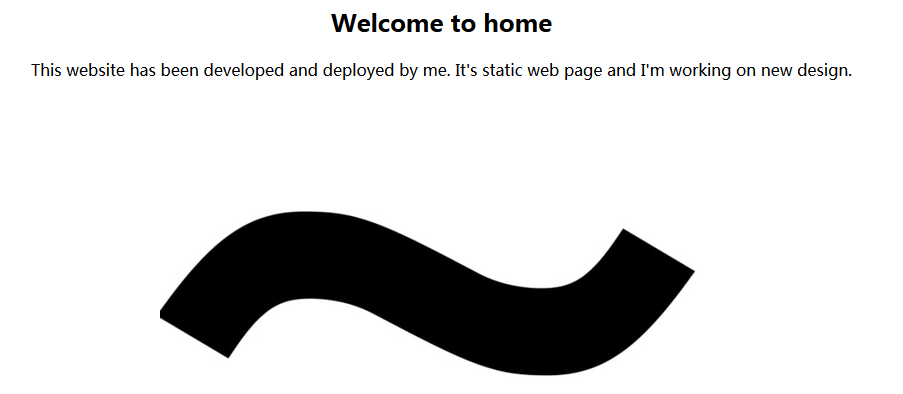 Welcome to home
This website has been developed and deployed by me. It's static web page and I'm working on new design.
~